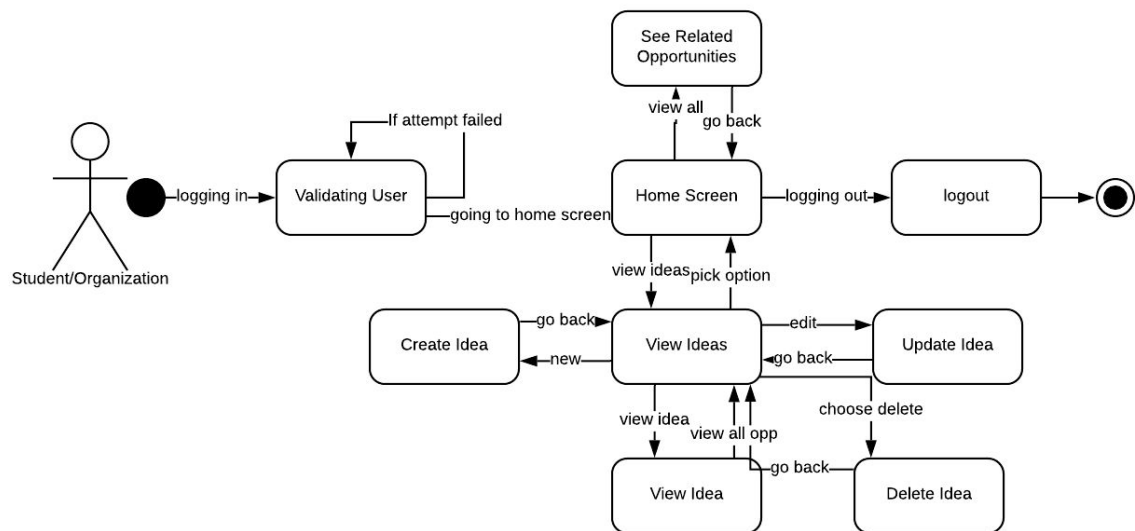 See Related
Opportunities
view all
go back
If attempt failed
logging in
Validating User
going to home screen
Home Screen
logging out
logout
Student/Organization
view ideas
pick option
Create Idea
go back
new
View Ideas
edit
go back
Update Idea
view idea
view all opp
choose delete
go back
View Idea
Delete Idea